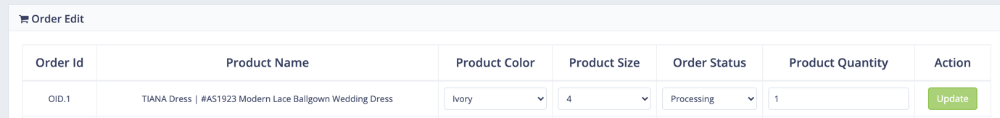 Order Edit
Order Id Product Name Product Color Product Size Order Status Product Quantity Action
OID.1 TIANA Dress | #AS1923 Modern Lace Ballgown Wedding Dress Ivory 4 Processing 1 Update